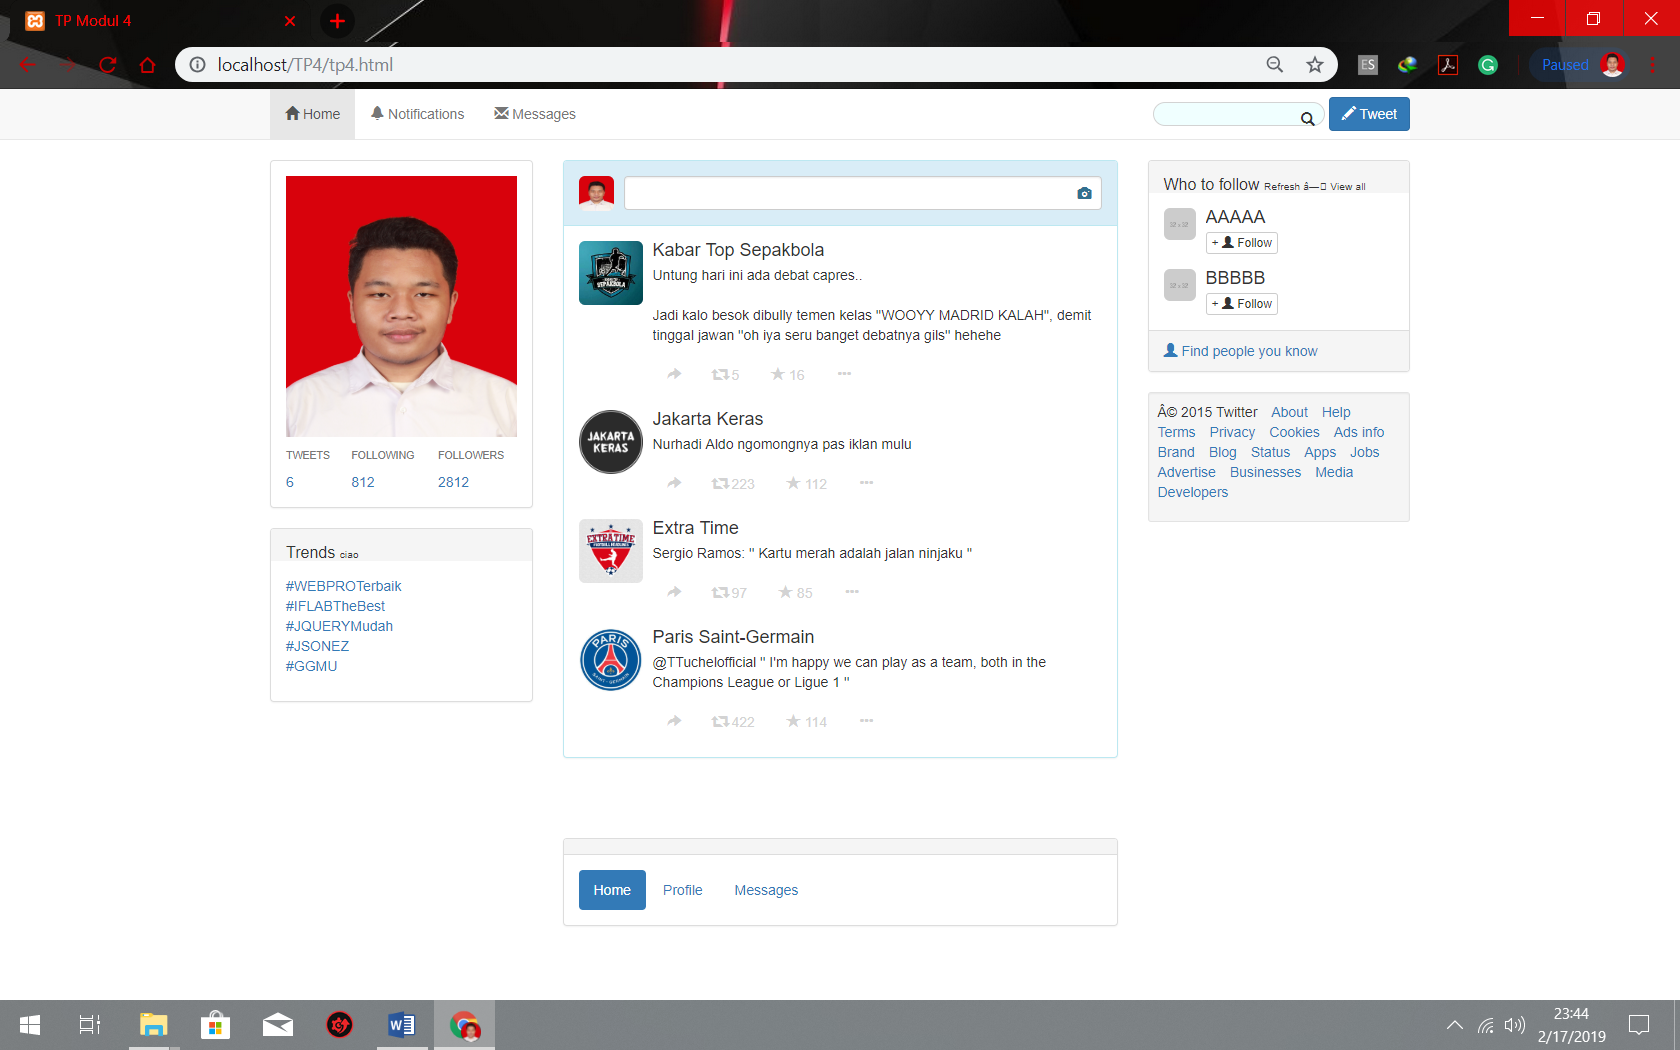 TP Modul 4
localhost/TP4/tp4.html
ES
Paused
Home
Notifications
Messages
Tweet
TWEETS FOLLOWING FOLLOWERS
6 812 2812
Trends ciao
#WEBPROTerbaik
#IFLABTheBest
#JQUERYMudah
#JSONEZ
#GGMU
SEPAKBOLA
Kabar Top Sepakbola
Untung hari ini ada debat capres..
Jadi kalo besok dibully temen kelas "WOOYY MADRID KALAH", demit
tinggal jawan "oh iya seru banget debatnya gils" hehehe
5 16
JAKARTA
KERAS
Jakarta Keras
Nurhadi Aldo ngomongnya pas iklan mulu
223 112
EXTRATIME
Extra Time
Sergio Ramos: " Kartu merah adalah jalan ninjaku "
97 85
PARIS
SAINT-GERMAIN
Paris Saint-Germain
@TTuchelofficial " I'm happy we can play as a team, both in the
Champions League or Ligue 1 "
422 114
Home Profile Messages
Who to follow Refresh â—▯ View all
AAAAA
+ Follow
BBBBB
+ Follow
Find people you know
Â© 2015 Twitter About Help
Terms Privacy Cookies Ads info
Brand Blog Status Apps Jobs
Advertise Businesses Media
Developers
23:44
2/17/2019